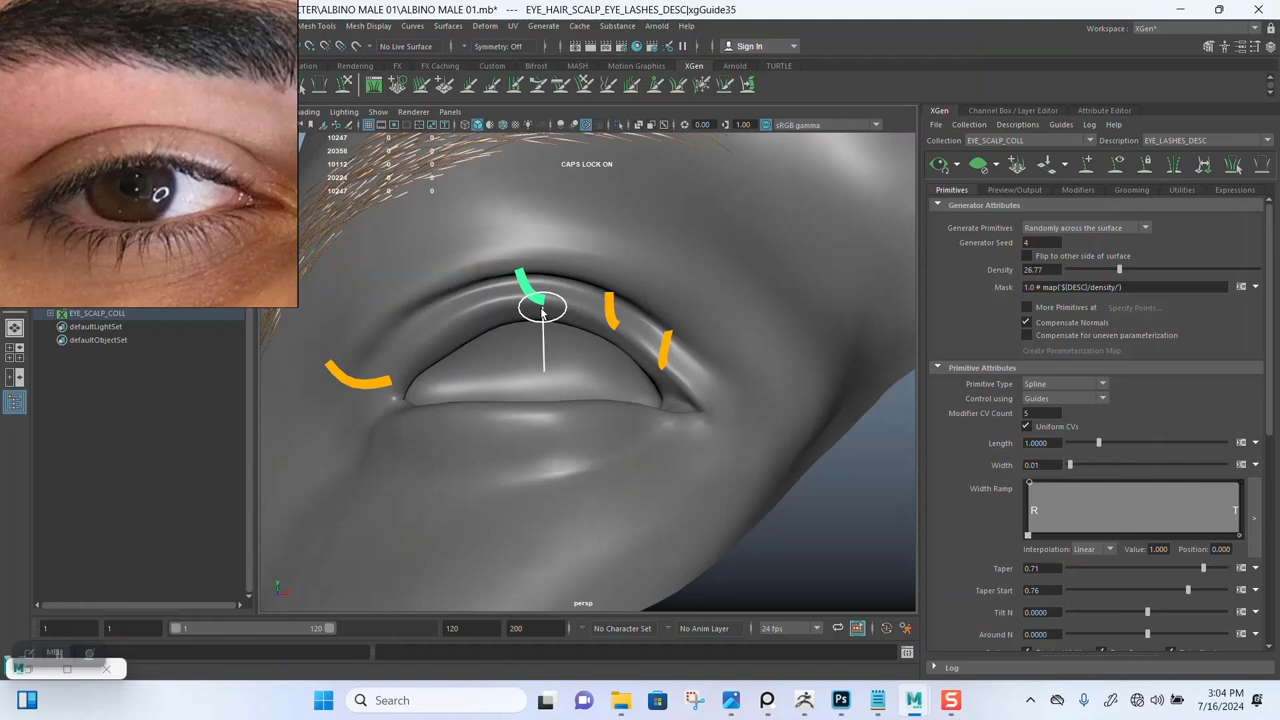 CHARACTER\ALBINO MALE 01\ALBINO MALE 01.mb* --- EYE_HAIR_SCALP_EYE_LASHES_DESC|xgGuide35
Mesh Display Curves Surfaces Deform UV Generate Cache Substance Arnold Help
Workspace : XGen*
No Live Surface Symmetry: Off Sign In
Rendering FX FX Caching Custom Bifrost MASH Motion Graphics XGen Arnold TURTLE
Lighting Show Renderer Panels
0.00 1.00 sRGB gamma
10247 0 0
20358 0 0
10112 0 0
20224 0 0
10247 0 0
CAPS LOCK ON
persp
EYE_SCALP_COLL
defaultLightSet
defaultObjectSet
XGen Channel Box / Layer Editor Attribute Editor
File Collection Descriptions Guides Log Help
Collection EYE_SCALP_COLL Description EYE_LASHES_DESC
Primitives Preview/Output Modifiers Grooming Utilities Expressions
Generator Attributes
Generate Primitives Randomly across the surface
Generator Seed 4
Flip to other side of surface
Density 26.77
Mask 1.0 # map('${DESC}/density/')
More Primitives at Specify Points...
Compensate Normals
Compensate for uneven parameterization
Create Parameterization Map
Primitive Attributes
Primitive Type Spline
Control using Guides
Modifier CV Count 5
Uniform CVs
Length 1.0000
Width 0.01
Width Ramp
R T
Interpolation: Linear Value: 1.000 Position: 0.000
Taper 0.71
Taper Start 0.76
Tilt N 0.0000
Around N 0.0000
Log
1 1 1 120 120 200 No Character Set No Anim Layer 24 fps
Search
3:04 PM
7/16/2024